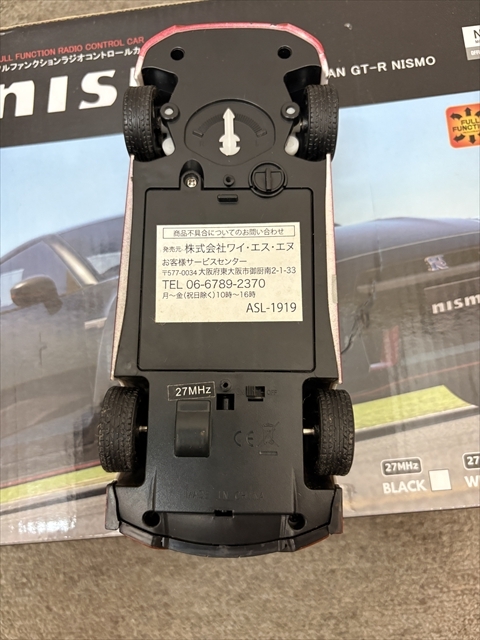 FULL FUNCTION RADIO CONTROL CAR
ルファンクションラジオコントロールカ
nis
AN GT-R NISMO
FULL
FUNCTION
nism
商品不具合についてのお問い合わせ
発売元 株式会社ワイ・エス・エヌ
お客様サービスセンター
〒577-0034 大阪府東大阪市御厨南2-1-33
TEL 06-6789-2370
月〜金(祝日除く)10時〜16時
ASL-1919
27MHz
OFF
CE
27MHz
BLACK
27
W